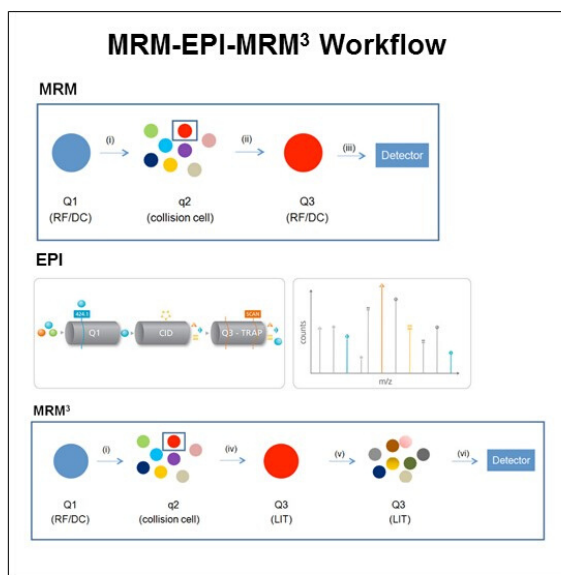 MRM-EPI-MRM³ Workflow
MRM
(i) (ii) (iii)
Detector
Q1 q2 Q3
(RF/DC) (collision cell) (RF/DC)
EPI
SCAN
Q1 CID Q3 - TRAP
counts
m/z
MRM³
(i) (iv) (v) (vi)
Detector
Q1 q2 Q3 Q3
(RF/DC) (collision cell) (LIT) (LIT)